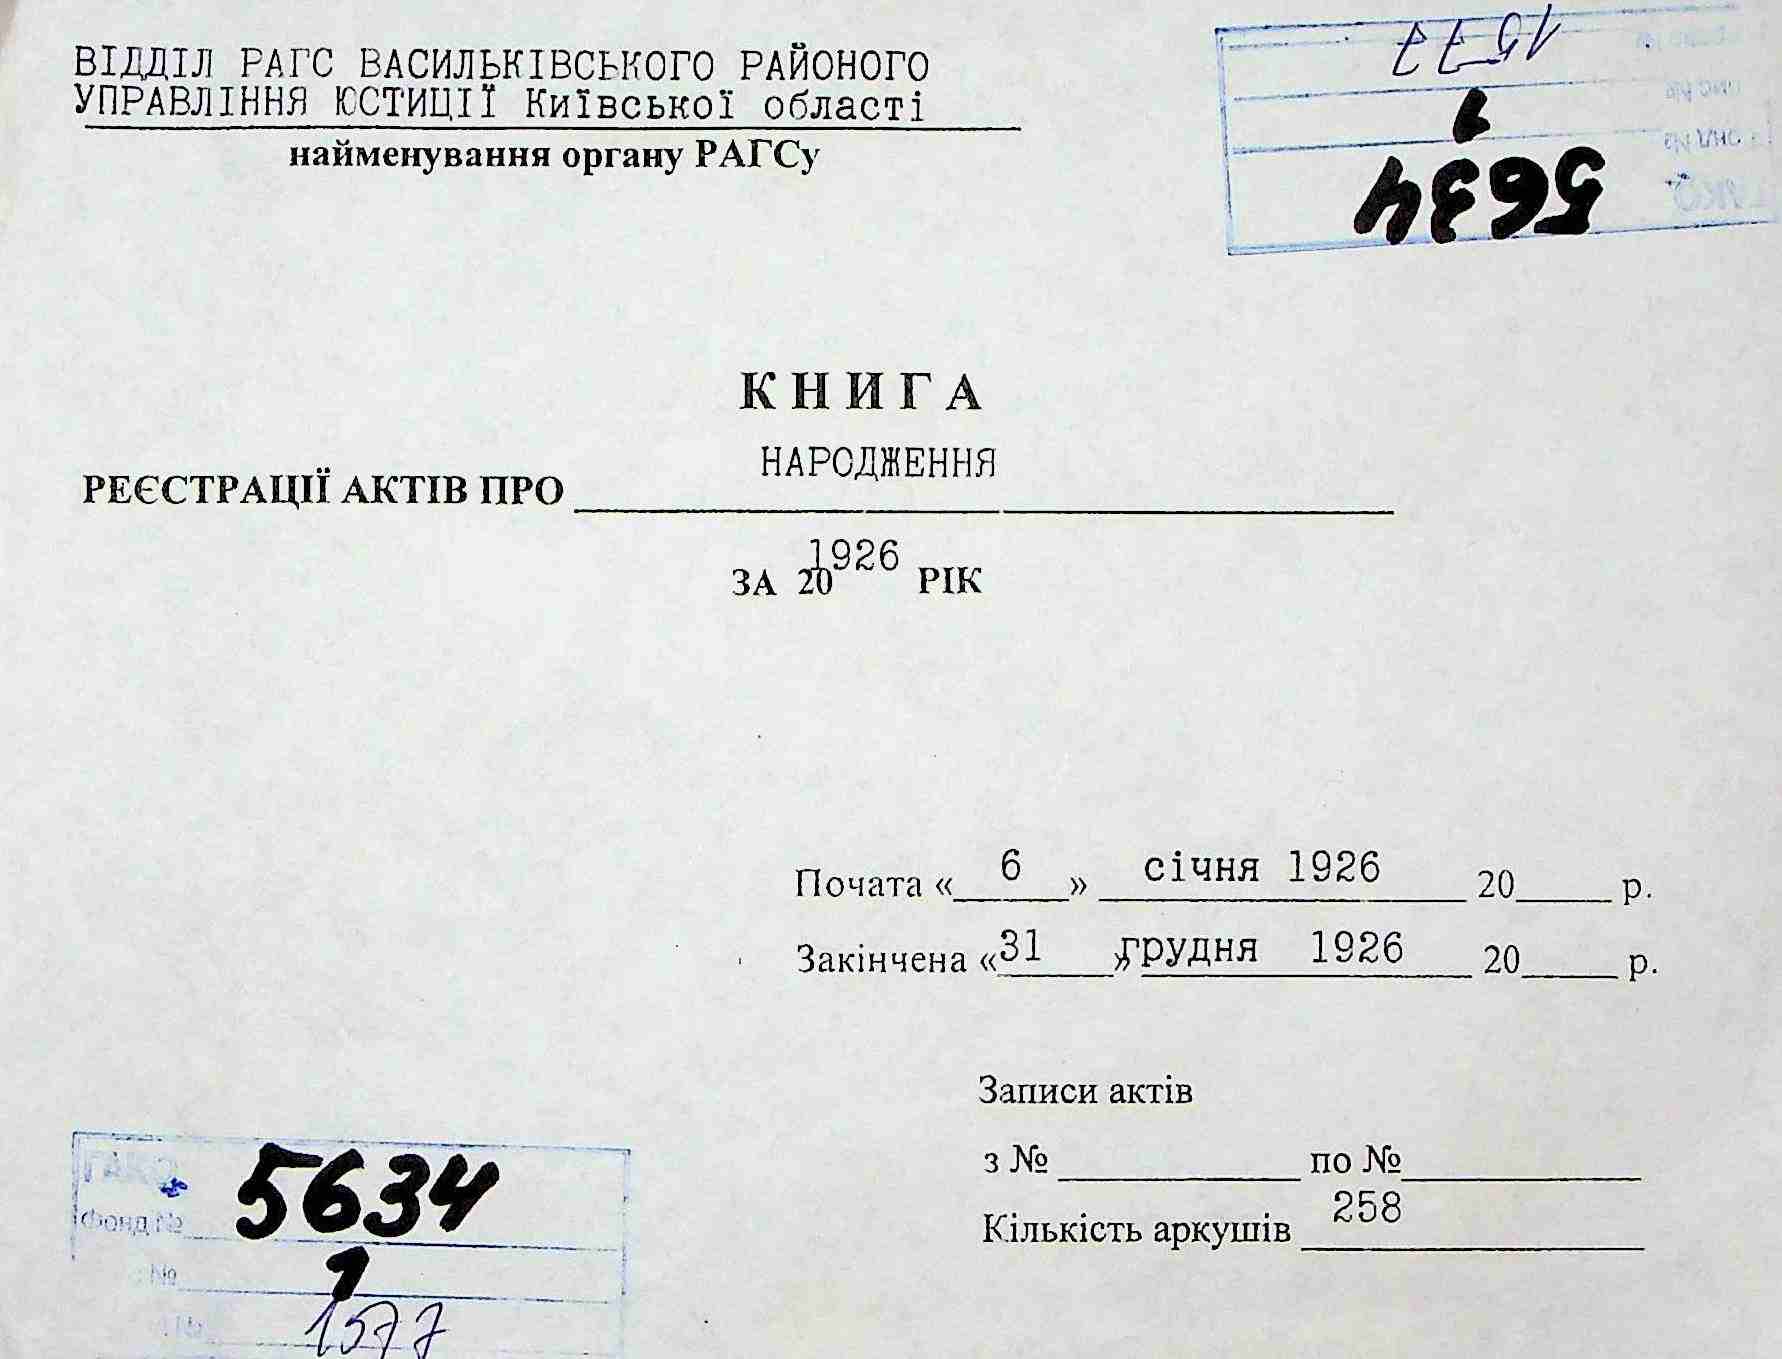 ВІДДІЛ РАГС ВАСИЛЬКІВСЬКОГО РАЙОНОГО
УПРАВЛІННЯ ЮСТИЦІЇ Київської області
найменування органу РАГСу
1577
1
5634
КНИГА
НАРОДЖЕННЯ
РЕЄСТРАЦІЇ АКТІВ ПРО
1926
ЗА 20 РІК
Почата « 6 » січня 1926 20 р.
Закінчена « 31 » грудня 1926 20 р.
Записи актів
з № по №
Кількість аркушів 258
Фонд № 5634
№ 1
1577